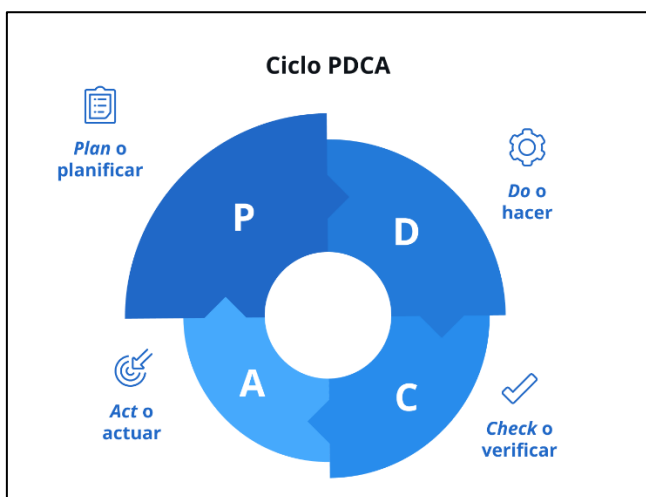 Ciclo PDCA
Plan o
planificar
Do o
hacer
P
D
A
C
Act o
actuar
Check o
verificar